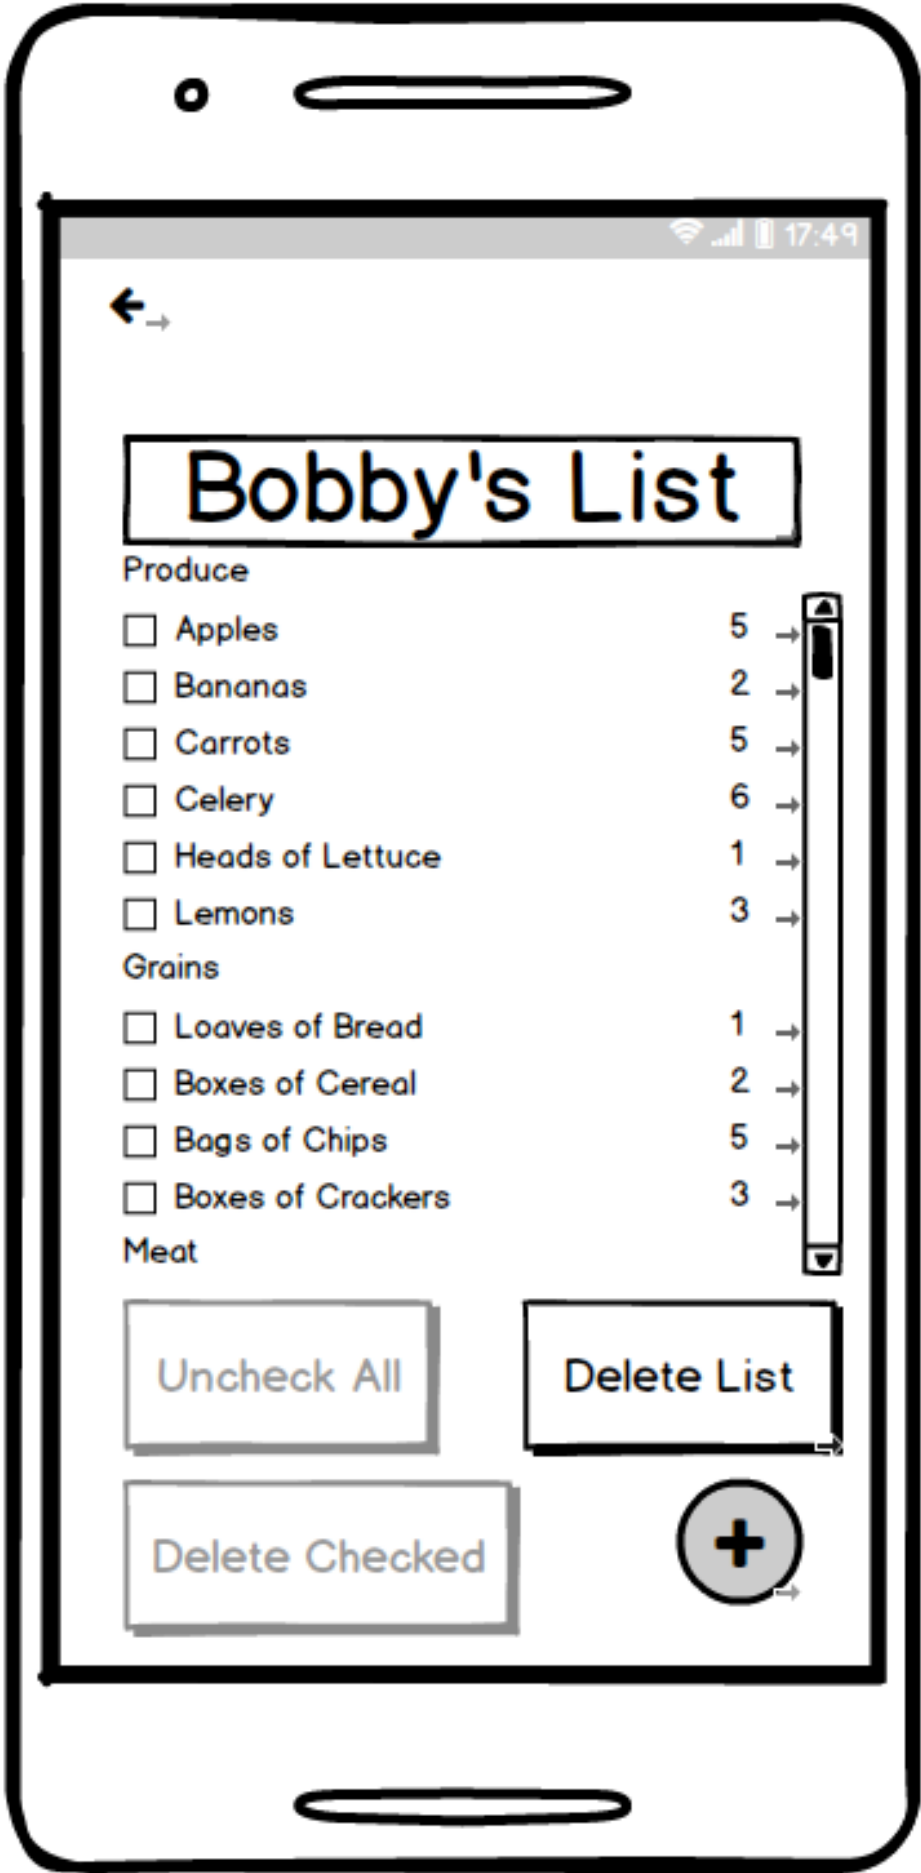 17:49
Bobby's List
Produce
Apples 5
Bananas 2
Carrots 5
Celery 6
Heads of Lettuce 1
Lemons 3
Grains
Loaves of Bread 1
Boxes of Cereal 2
Bags of Chips 5
Boxes of Crackers 3
Meat
Uncheck All Delete List
Delete Checked